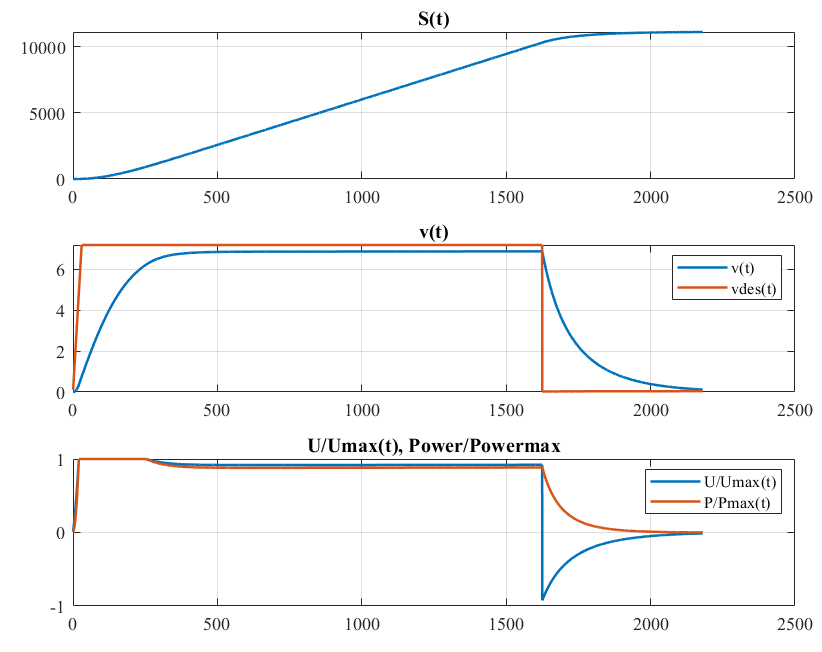 S(t)
10000
5000
0
0 500 1000 1500 2000 2500
v(t)
6
4
2
0
v(t)
vdes(t)
0 500 1000 1500 2000 2500
U/Umax(t), Power/Powermax
1
0
-1
U/Umax(t)
P/Pmax(t)
0 500 1000 1500 2000 2500